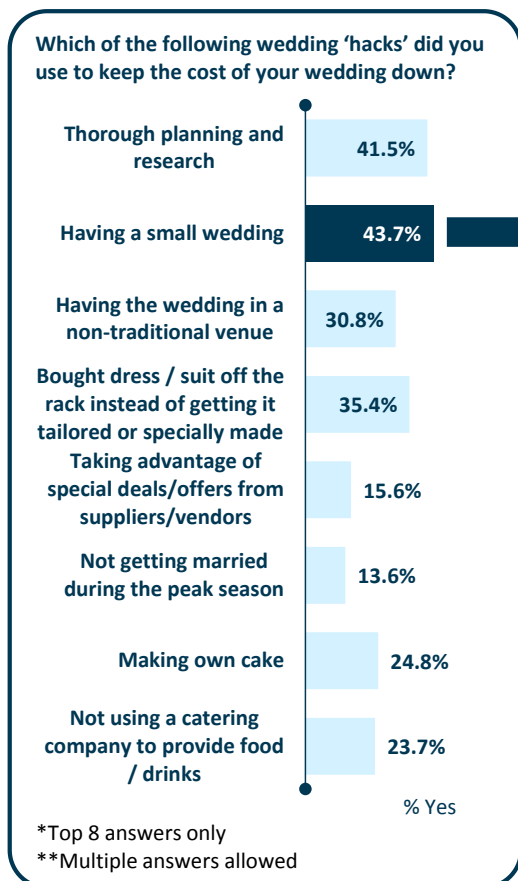 Which of the following wedding ‘hacks’ did you
use to keep the cost of your wedding down?
Thorough planning and
research
41.5%
Having a small wedding
43.7%
Having the wedding in a
non-traditional venue
30.8%
Bought dress / suit off the
rack instead of getting it
tailored or specially made
35.4%
Taking advantage of
special deals/offers from
suppliers/vendors
15.6%
Not getting married
during the peak season
13.6%
Making own cake
24.8%
Not using a catering
company to provide food
/ drinks
23.7%
% Yes
*Top 8 answers only
**Multiple answers allowed